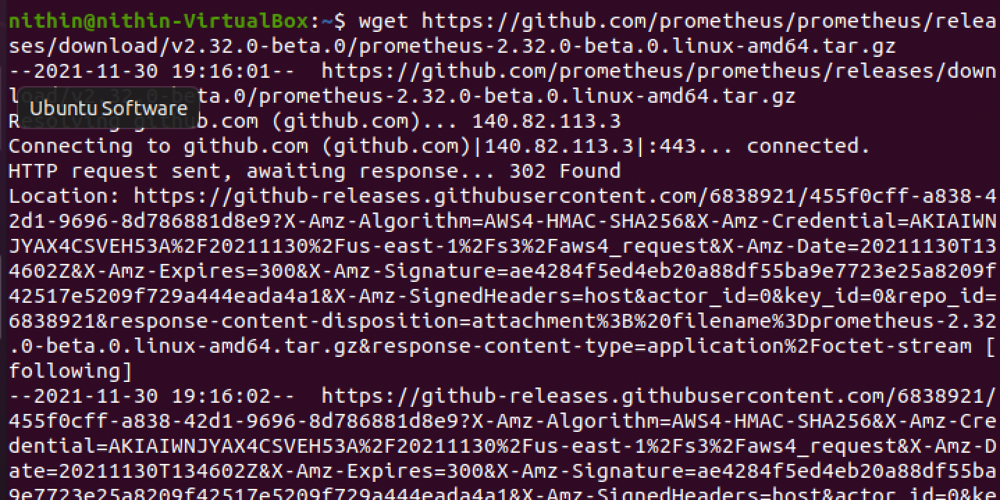 nithin@nithin-VirtualBox:~$ wget https://github.com/prometheus/prometheus/relea
ses/download/v2.32.0-beta.0/prometheus-2.32.0-beta.0.linux-amd64.tar.gz
--2021-11-30 19:16:01--  https://github.com/prometheus/prometheus/releases/down
load/v2.32.0-beta.0/prometheus-2.32.0-beta.0.linux-amd64.tar.gz
Ubuntu Software
Resolving github.com (github.com)... 140.82.113.3
Connecting to github.com (github.com)|140.82.113.3|:443... connected.
HTTP request sent, awaiting response... 302 Found
Location: https://github-releases.githubusercontent.com/6838921/455f0cff-a838-4
2d1-9696-8d786881d8e9?X-Amz-Algorithm=AWS4-HMAC-SHA256&X-Amz-Credential=AKIAIWN
JYAX4CSVEH53A%2F20211130%2Fus-east-1%2Fs3%2Faws4_request&X-Amz-Date=20211130T13
4602Z&X-Amz-Expires=300&X-Amz-Signature=ae4284f5ed4eb20a88df55ba9e7723e25a8209f
42517e5209f729a444eada4a1&X-Amz-SignedHeaders=host&actor_id=0&key_id=0&repo_id=
6838921&response-content-disposition=attachment%3B%20filename%3Dprometheus-2.32
.0-beta.0.linux-amd64.tar.gz&response-content-type=application%2Foctet-stream [
following]
--2021-11-30 19:16:02--  https://github-releases.githubusercontent.com/6838921/
455f0cff-a838-42d1-9696-8d786881d8e9?X-Amz-Algorithm=AWS4-HMAC-SHA256&X-Amz-Cre
dential=AKIAIWNJYAX4CSVEH53A%2F20211130%2Fus-east-1%2Fs3%2Faws4_request&X-Amz-D
ate=20211130T134602Z&X-Amz-Expires=300&X-Amz-Signature=ae4284f5ed4eb20a88df55ba
9e7723e25a8209f42517e5209f729a444eada4a1&X-Amz-SignedHeaders=host&actor_id=0&ke